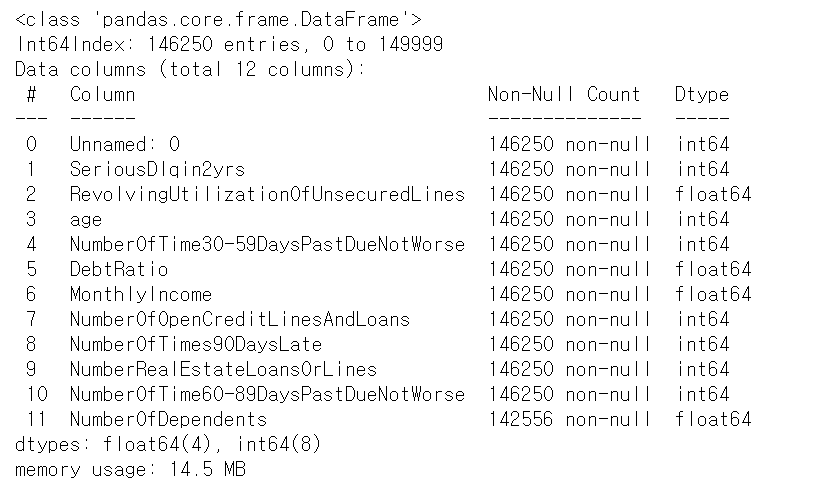 <class 'pandas.core.frame.DataFrame'>
Int64Index: 146250 entries, 0 to 149999
Data columns (total 12 columns):
 #   Column                                Non-Null Count   Dtype
---  ------                                --------------   -----
 0   Unnamed: 0                            146250 non-null  int64
 1   SeriousDlqin2yrs                      146250 non-null  int64
 2   RevolvingUtilizationOfUnsecuredLines  146250 non-null  float64
 3   age                                   146250 non-null  int64
 4   NumberOfTime30-59DaysPastDueNotWorse  146250 non-null  int64
 5   DebtRatio                             146250 non-null  float64
 6   MonthlyIncome                         146250 non-null  float64
 7   NumberOfOpenCreditLinesAndLoans       146250 non-null  int64
 8   NumberOfTimes90DaysLate               146250 non-null  int64
 9   NumberRealEstateLoansOrLines          146250 non-null  int64
 10  NumberOfTime60-89DaysPastDueNotWorse  146250 non-null  int64
 11  NumberOfDependents                    142556 non-null  float64
dtypes: float64(4), int64(8)
memory usage: 14.5 MB